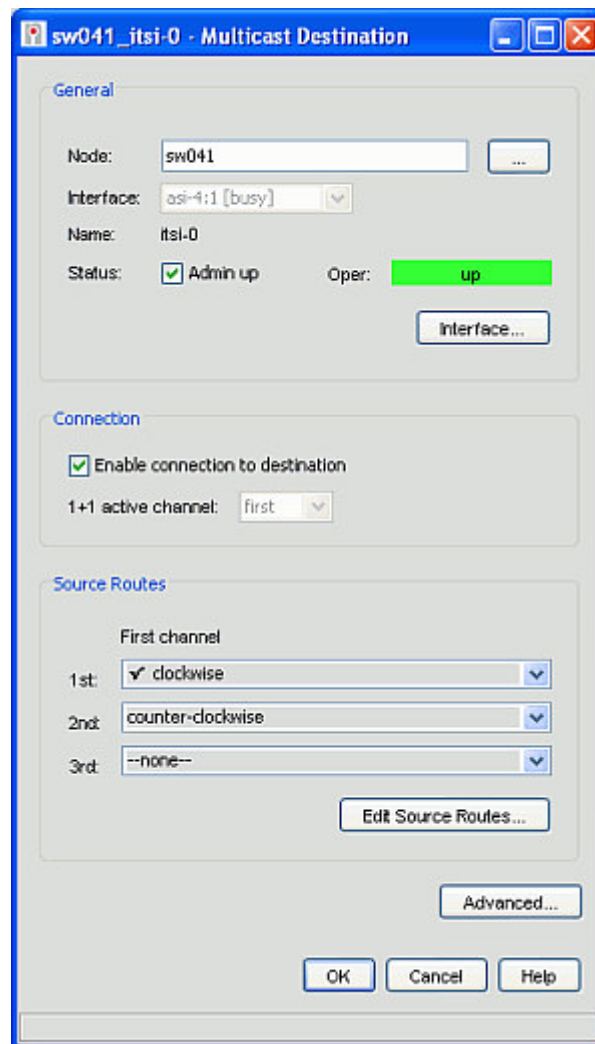 sw041_itsi-0 - Multicast Destination
General
Node: sw041 ...
Interface: asi-4:1 [busy]
Name: itsi-0
Status: Admin up Oper: up
Interface...
Connection
Enable connection to destination
1+1 active channel: first
Source Routes
First channel
1st: ✔ clockwise
2nd: counter-clockwise
3rd: --none--
Edit Source Routes...
Advanced...
OK Cancel Help